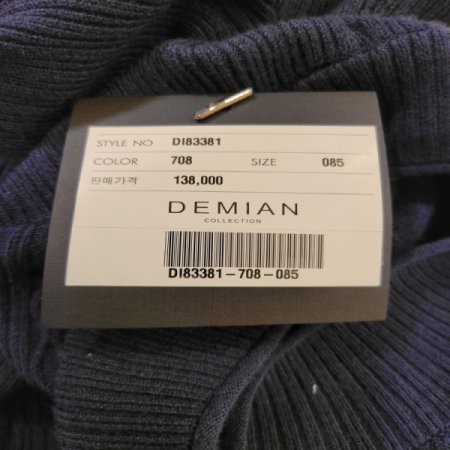 STYLE NO DI83381
COLOR 708 SIZE 085
판매가격 138,000
DEMIAN
COLLECTION
DI83381-708-085